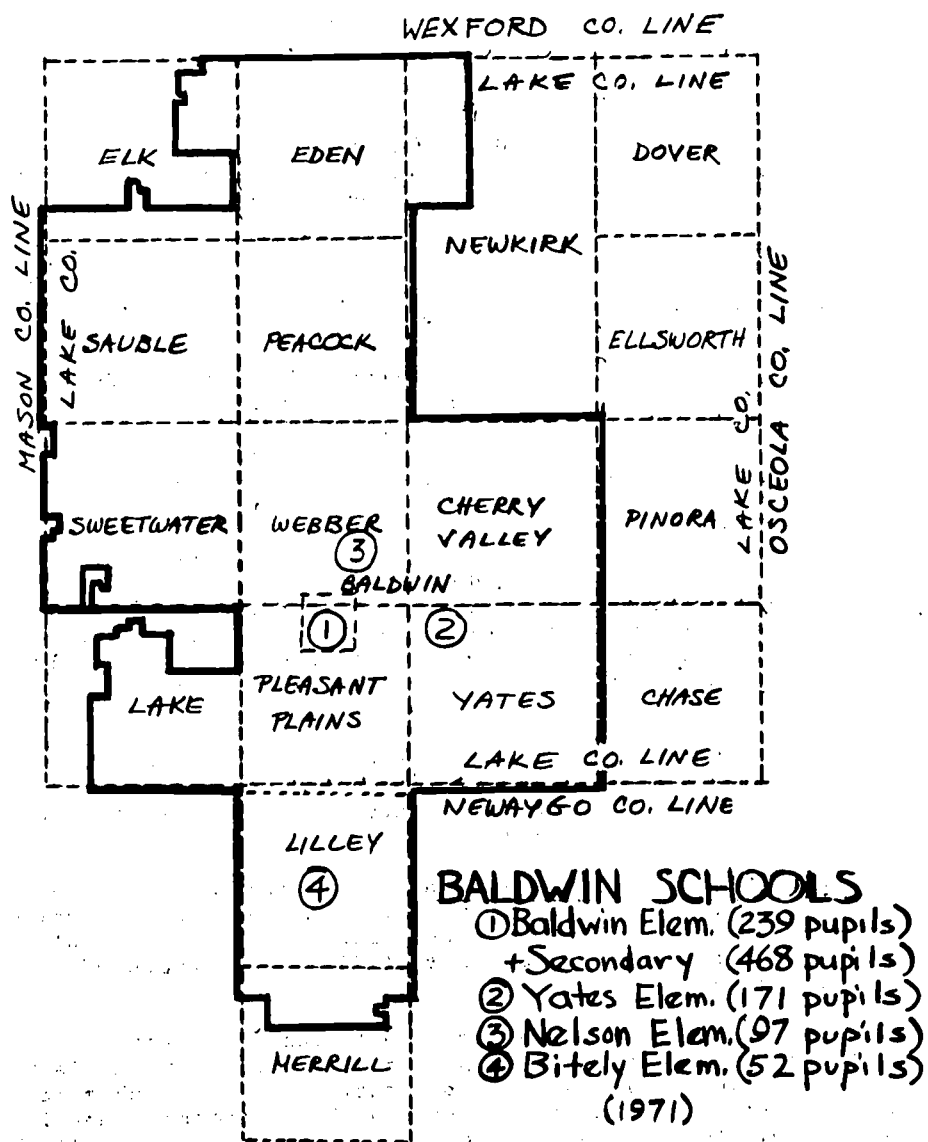 WEXFORD CO. LINE
LAKE CO. LINE
ELK
EDEN
DOVER
MASON CO. LINE
LAKE CO.
NEWKIRK
SAUBLE
PEACOCK
ELLSWORTH
LAKE CO.
OSCEOLA CO. LINE
SWEETWATER
WEBBER
③
CHERRY
VALLEY
PINORA
BALDWIN
①
②
LAKE
PLEASANT
PLAINS
YATES
CHASE
LAKE CO. LINE
NEWAYGO CO. LINE
LILLEY
④
MERRILL
BALDWIN SCHOOLS
① Baldwin Elem. (239 pupils)
+Secondary (468 pupils)
② Yates Elem. (171 pupils)
③ Nelson Elem. (97 pupils)
④ Bitely Elem. (52 pupils)
(1971)